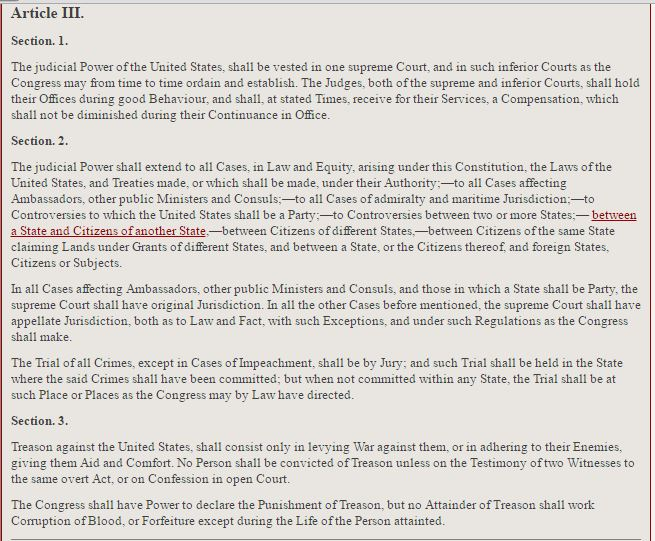 Article III.
Section. 1.
The judicial Power of the United States, shall be vested in one supreme Court, and in such inferior Courts as the
Congress may from time to time ordain and establish. The Judges, both of the supreme and inferior Courts, shall hold
their Offices during good Behaviour, and shall, at stated Times, receive for their Services, a Compensation, which
shall not be diminished during their Continuance in Office.
Section. 2.
The judicial Power shall extend to all Cases, in Law and Equity, arising under this Constitution, the Laws of the
United States, and Treaties made, or which shall be made, under their Authority;—to all Cases affecting
Ambassadors, other public Ministers and Consuls;—to all Cases of admiralty and maritime Jurisdiction;—to
Controversies to which the United States shall be a Party;—to Controversies between two or more States;— between
a State and Citizens of another State,—between Citizens of different States,—between Citizens of the same State
claiming Lands under Grants of different States, and between a State, or the Citizens thereof, and foreign States,
Citizens or Subjects.
In all Cases affecting Ambassadors, other public Ministers and Consuls, and those in which a State shall be Party, the
supreme Court shall have original Jurisdiction. In all the other Cases before mentioned, the supreme Court shall have
appellate Jurisdiction, both as to Law and Fact, with such Exceptions, and under such Regulations as the Congress
shall make.
The Trial of all Crimes, except in Cases of Impeachment, shall be by Jury; and such Trial shall be held in the State
where the said Crimes shall have been committed; but when not committed within any State, the Trial shall be at
such Place or Places as the Congress may by Law have directed.
Section. 3.
Treason against the United States, shall consist only in levying War against them, or in adhering to their Enemies,
giving them Aid and Comfort. No Person shall be convicted of Treason unless on the Testimony of two Witnesses to
the same overt Act, or on Confession in open Court.
The Congress shall have Power to declare the Punishment of Treason, but no Attainder of Treason shall work
Corruption of Blood, or Forfeiture except during the Life of the Person attainted.